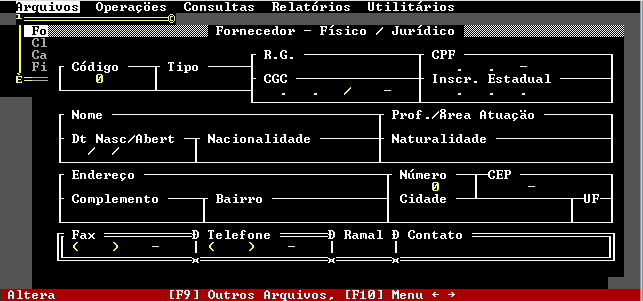 Arquivos Operações Consultas Relatórios Utilitários
Fo Fornecedor - Físico / Jurídico
Cl
Ca
Fi
R.G. CPF
. . -
Código Tipo
0
CGC Inscr. Estadual
. . / - . . .
Nome Prof./Área Atuação
Dt Nasc/Abert Nacionalidade Naturalidade
/ /
Endereço Número CEP
0 -
Complemento Bairro Cidade UF
Fax Telefone Ramal Contato
( ) - ( ) -
Altera [F9] Outros Arquivos, [F10] Menu ← →